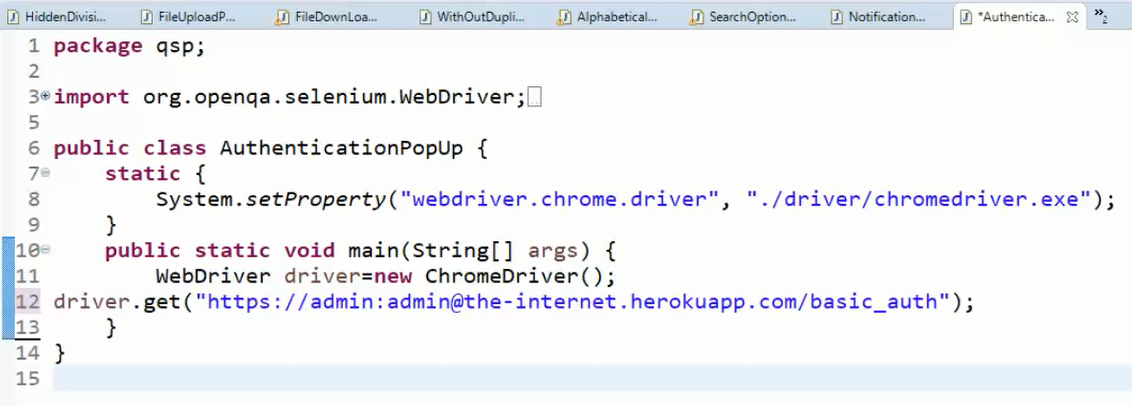 HiddenDivisi... FileUploadP... FileDownLoa... WithOutDupli... Alphabetical... SearchOption... Notification... *Authentica... »2
1 package qsp;
2
3 import org.openqa.selenium.WebDriver;
5
6 public class AuthenticationPopUp {
7 static {
8 System.setProperty("webdriver.chrome.driver", "./driver/chromedriver.exe");
9 }
10 public static void main(String[] args) {
11 WebDriver driver=new ChromeDriver();
12 driver.get("https://admin:admin@the-internet.herokuapp.com/basic_auth");
13 }
14 }
15